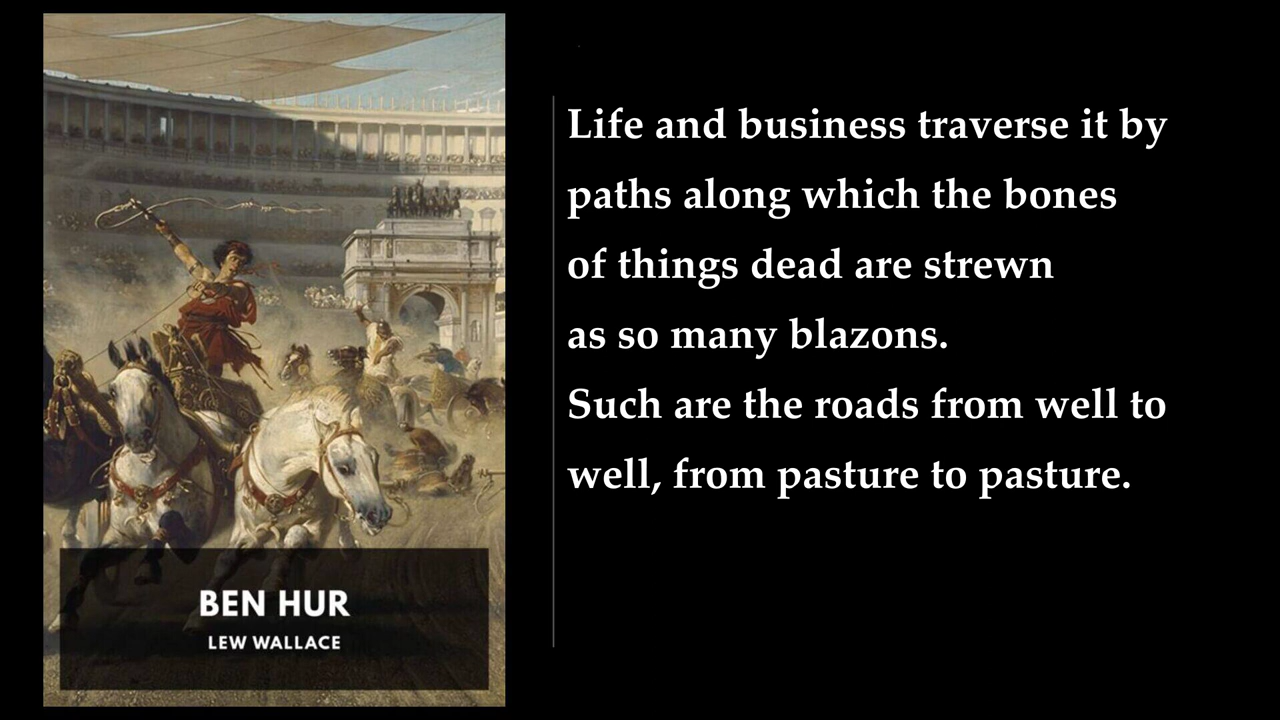 Life and business traverse it by
paths along which the bones
of things dead are strewn
as so many blazons.
Such are the roads from well to
well, from pasture to pasture.
BEN HUR
LEW WALLACE